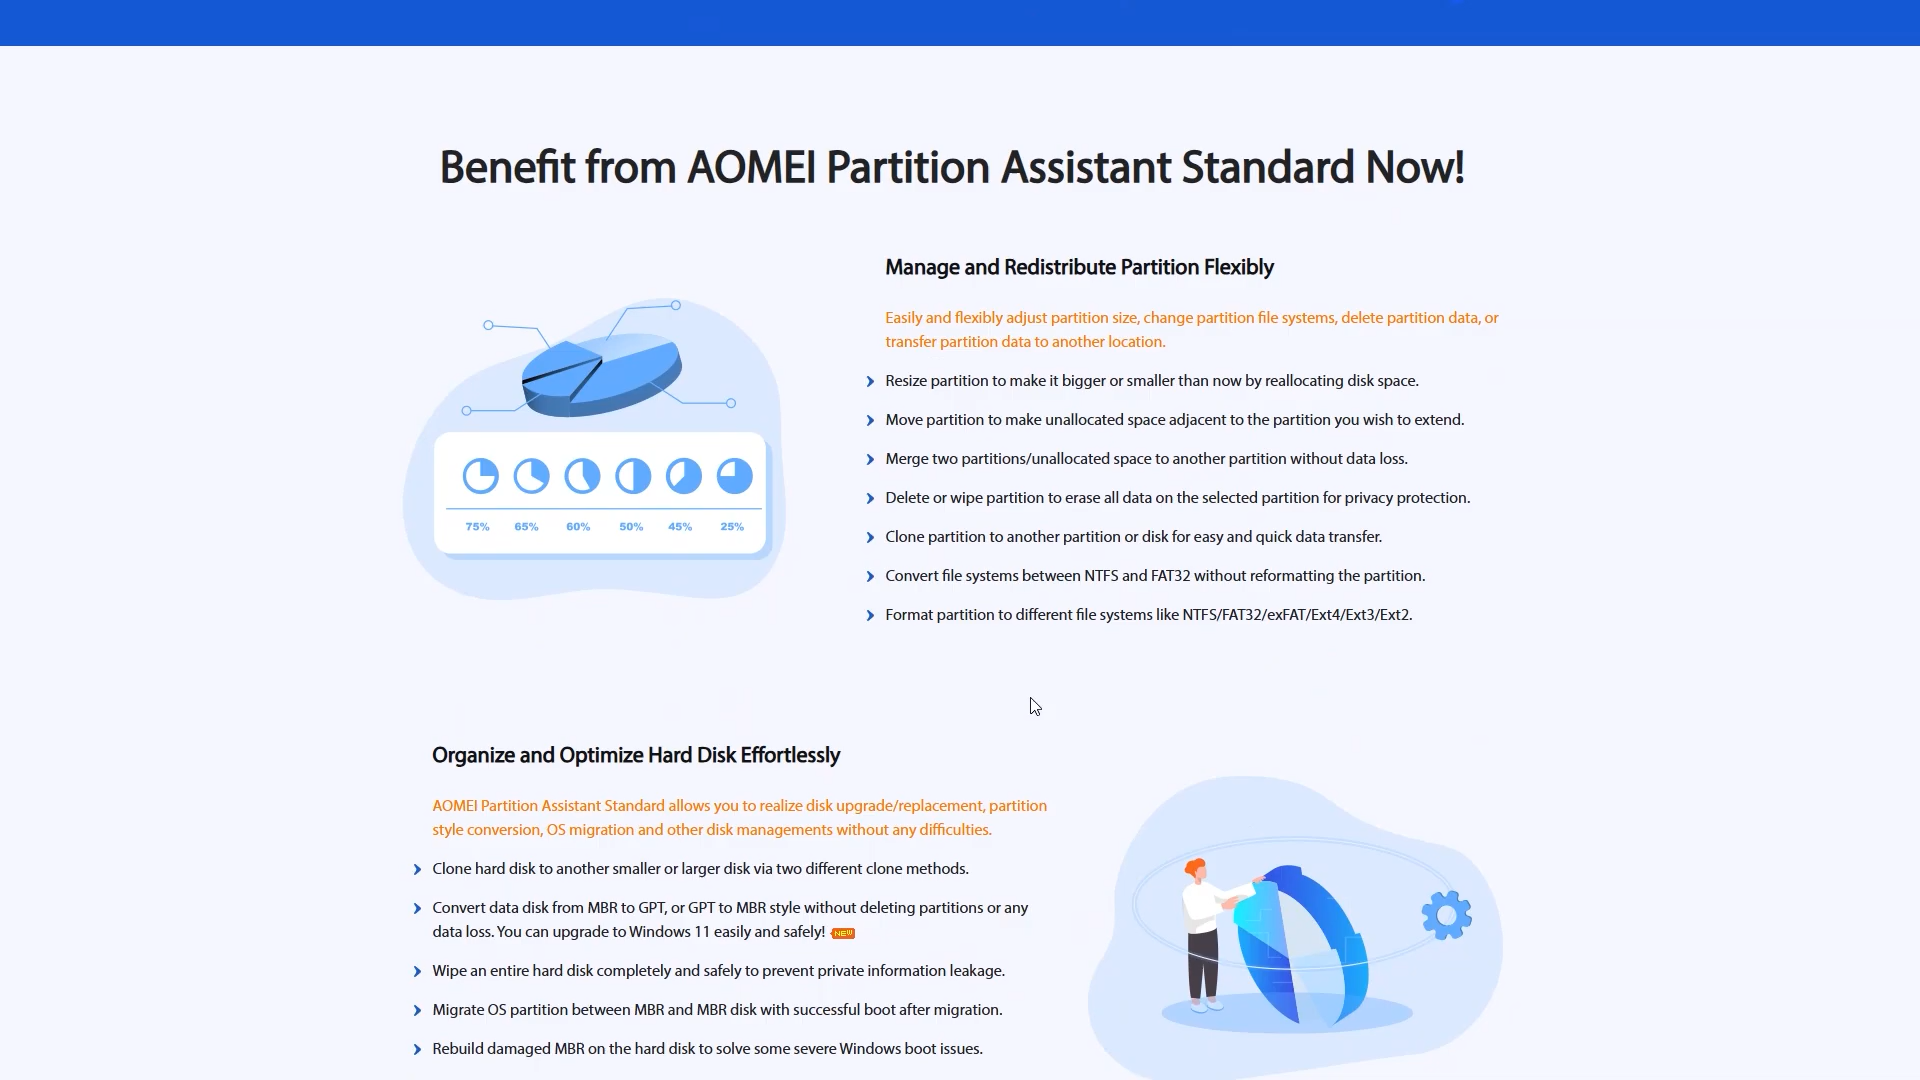 Benefit from AOMEI Partition Assistant Standard Now!
Manage and Redistribute Partition Flexibly
Easily and flexibly adjust partition size, change partition file systems, delete partition data, or
transfer partition data to another location.
Resize partition to make it bigger or smaller than now by reallocating disk space.
Move partition to make unallocated space adjacent to the partition you wish to extend.
Merge two partitions/unallocated space to another partition without data loss.
Delete or wipe partition to erase all data on the selected partition for privacy protection.
Clone partition to another partition or disk for easy and quick data transfer.
Convert file systems between NTFS and FAT32 without reformatting the partition.
Format partition to different file systems like NTFS/FAT32/exFAT/Ext4/Ext3/Ext2.
75% 65% 60% 50% 45% 25%
Organize and Optimize Hard Disk Effortlessly
AOMEI Partition Assistant Standard allows you to realize disk upgrade/replacement, partition
style conversion, OS migration and other disk managements without any difficulties.
Clone hard disk to another smaller or larger disk via two different clone methods.
Convert data disk from MBR to GPT, or GPT to MBR style without deleting partitions or any
data loss. You can upgrade to Windows 11 easily and safely! NEW
Wipe an entire hard disk completely and safely to prevent private information leakage.
Migrate OS partition between MBR and MBR disk with successful boot after migration.
Rebuild damaged MBR on the hard disk to solve some severe Windows boot issues.